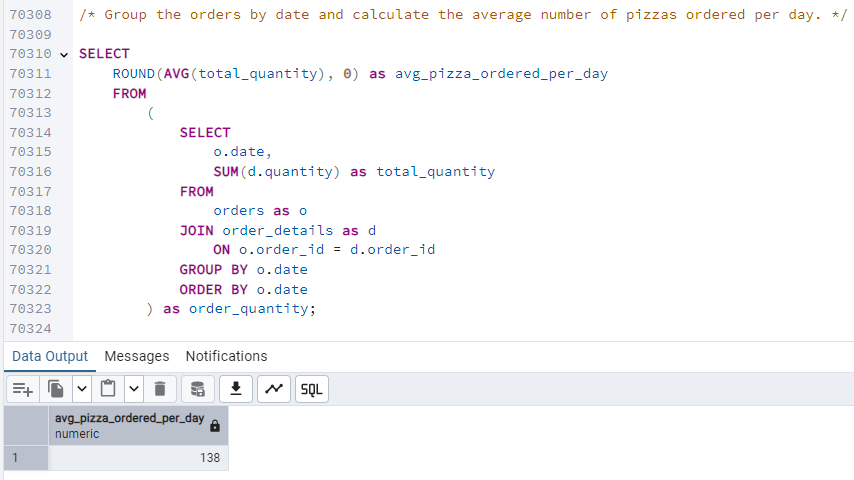 70308 /* Group the orders by date and calculate the average number of pizzas ordered per day. */
70309
70310 SELECT
70311 ROUND(AVG(total_quantity), 0) as avg_pizza_ordered_per_day
70312 FROM
70313 (
70314 SELECT
70315 o.date,
70316 SUM(d.quantity) as total_quantity
70317 FROM
70318 orders as o
70319 JOIN order_details as d
70320 ON o.order_id = d.order_id
70321 GROUP BY o.date
70322 ORDER BY o.date
70323 ) as order_quantity;
70324
Data Output Messages Notifications
SQL
avg_pizza_ordered_per_day
numeric
1 138